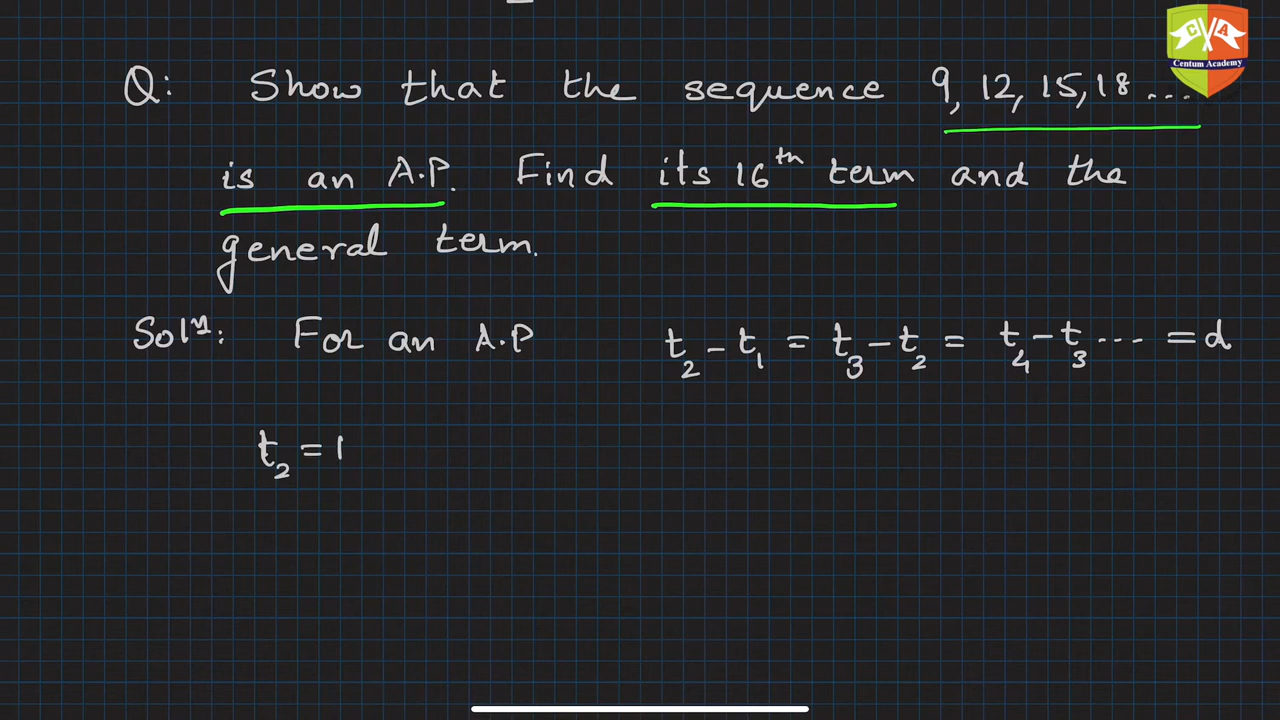 C A
Centum Academy
Q: Show that the sequence 9, 12, 15, 18 ...
is an A.P. Find its 16th term and the
general term.
Solⁿ: For an A.P t₂ - t₁ = t₃ - t₂ = t₄ - t₃ .... = d
t₂ = 1